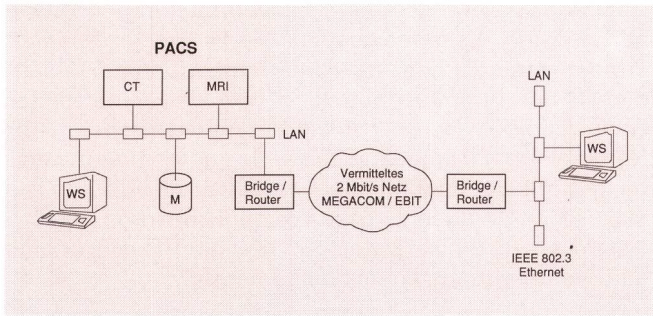 PACS
CT
MRI
LAN
WS
M
Bridge /
Router
Vermitteltes
2 Mbit/s Netz
MEGACOM / EBIT
Bridge /
Router
LAN
WS
IEEE 802.3
Ethernet